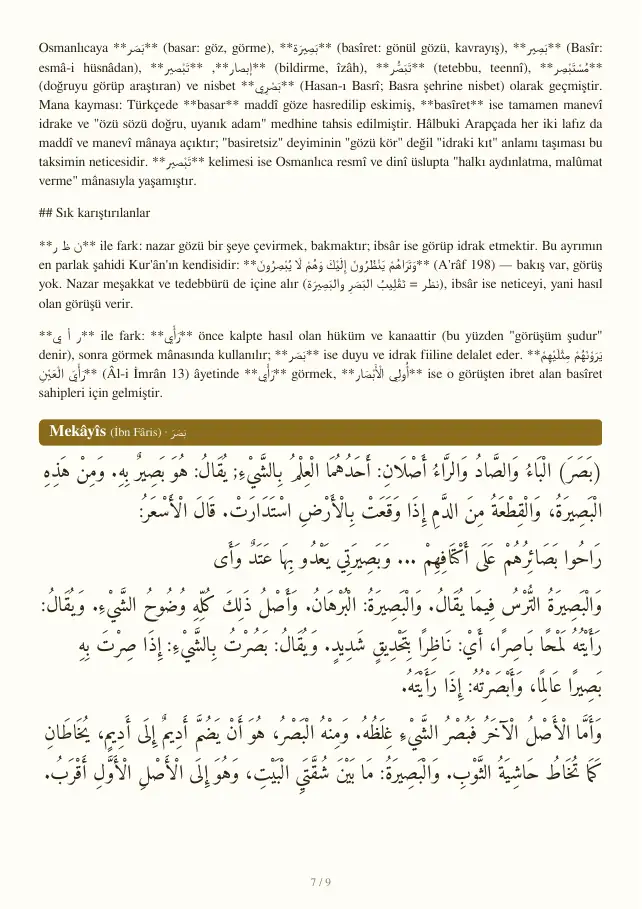 Osmanlıcaya **بَصَر** (basar: göz, görme), **بَصِيرَة** (basîret: gönül gözü, kavrayış), **بَصِير** (Basîr:
esmâ-i hüsnâdan), **إبصار**, **تَبْصِير** (bildirme, îzâh), **تَبَصُّر** (tetebbu, teennî), **مُسْتَبْصِر**
(doğruyu görüp araştıran) ve nisbet **بَصْرِي** (Hasan-ı Basrî; Basra şehrine nisbet) olarak geçmiştir.
Mana kayması: Türkçede **basar** maddî göze hasredilip eskimiş, **basîret** ise tamamen manevî
idrake ve "özü sözü doğru, uyanık adam" medhine tahsis edilmiştir. Hâlbuki Arapçada her iki lafız da
maddî ve manevî mânaya açıktır; "basiretsiz" deyiminin "gözü kör" değil "idraki kıt" anlamı taşıması bu
taksimin neticesidir. **تَبْصِير** kelimesi ise Osmanlıca resmî ve dinî üslupta "halkı aydınlatma, malûmat
verme" mânasıyla yaşamıştır.
## Sık karıştırılanlar
**ن ظ ر** ile fark: nazar gözü bir şeye çevirmek, bakmaktır; ibsâr ise görüp idrak etmektir. Bu ayrımın
en parlak şahidi Kur'ân'ın kendisidir: **وَتَرَاهُمْ يَنْظُرُونَ إِلَيْكَ وَهُمْ لَا يُبْصِرُونَ** (A'râf 198) — bakış var, görüş
yok. Nazar meşakkat ve tedebbürü de içine alır (نظر = تَقْلِيبُ البَصَرِ والبَصِيرَةِ), ibsâr ise neticeyi, yani hasıl
olan görüşü verir.
**ر أ ي** ile fark: **رَأْي** önce kalpte hasıl olan hüküm ve kanaattir (bu yüzden "görüşüm şudur"
denir), sonra görmek mânasında kullanılır; **بَصَر** ise duyu ve idrak fiiline delalet eder. **يَرَوْنَهُمْ مِثْلَيْهِمْ
رَأْيَ الْعَيْنِ** (Âl-i İmrân 13) âyetinde **رَأْي** görmek, **أُولِي الْأَبْصَار** ise o görüşten ibret alan basîret
sahipleri için gelmiştir.
Mekâyîs (İbn Fâris) · بَصَرَ
(بَصَرَ) الْبَاءُ وَالصَّادُ وَالرَّاءُ أَصْلَانِ: أَحَدُهُمَا الْعِلْمُ بِالشَّيْءِ; يُقَالُ: هُوَ بَصِيرٌ بِهِ. وَمِنْ هَذِهِ
الْبَصِيرَةُ، وَالْقِطْعَةُ مِنَ الدَّمِ إِذَا وَقَعَتْ بِالْأَرْضِ اسْتَدَارَتْ. قَالَ الْأَسْعَرُ:
رَاحُوا بَصَائِرُهُمْ عَلَى أَكْتَافِهِمْ ... وَبَصِيرَتِي يَعْدُو بِهَا عَتَدٌ وَأَى
وَالْبَصِيرَةُ التُّرْسُ فِيمَا يُقَالُ. وَالْبَصِيرَةُ: الْبُرْهَانُ. وَأَصْلُ ذَلِكَ كُلِّهِ وُضُوحُ الشَّيْءِ. وَيُقَالُ:
رَأَيْتُهُ لَمْحًا بَاصِرًا، أَيْ: نَاظِرًا بِتَحْدِيقٍ شَدِيدٍ. وَيُقَالُ: بَصُرْتُ بِالشَّيْءِ: إِذَا صِرْتَ بِهِ
بَصِيرًا عَالِمًا، وَأَبْصَرْتُهُ: إِذَا رَأَيْتَهُ.
وَأَمَّا الْأَصْلُ الْآخَرُ فَبُصْرُ الشَّيْءِ غِلَظُهُ. وَمِنْهُ الْبَصْرُ، هُوَ أَنْ يَضُمَّ أَدِيمٌ إِلَى أَدِيمٍ، يُخَاطَانِ
كَمَا تُخَاطُ حَاشِيَةُ الثَّوْبِ. وَالْبَصِيرَةُ: مَا بَيْنَ شُقَّتَيِ الْبَيْتِ، وَهُوَ إِلَى الْأَصْلِ الْأَوَّلِ أَقْرَبُ.
7 / 9